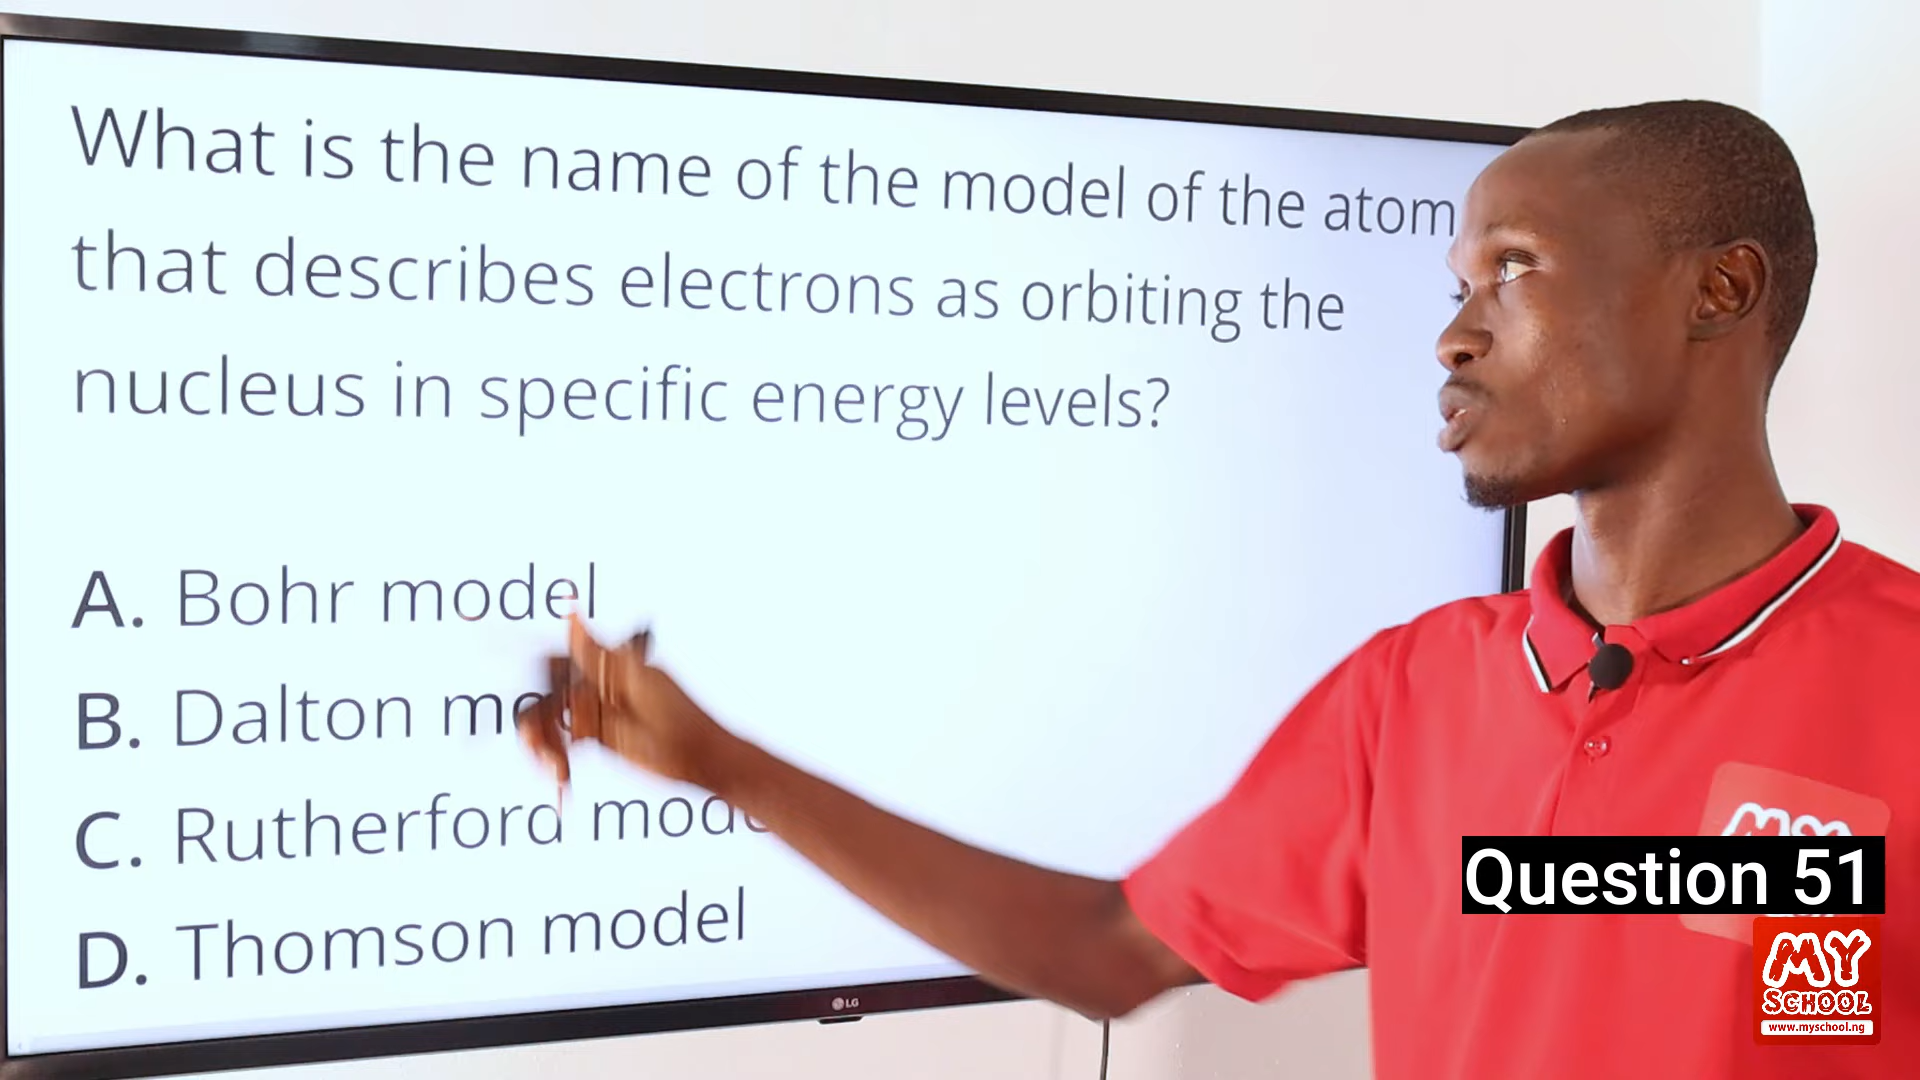 What is the name of the model of the atom
that describes electrons as orbiting the
nucleus in specific energy levels?
A. Bohr model
B. Dalton
C. Rutherford
D. Thomson model
LG
Question 51
MY
SCHOOL
www.myschool.ng